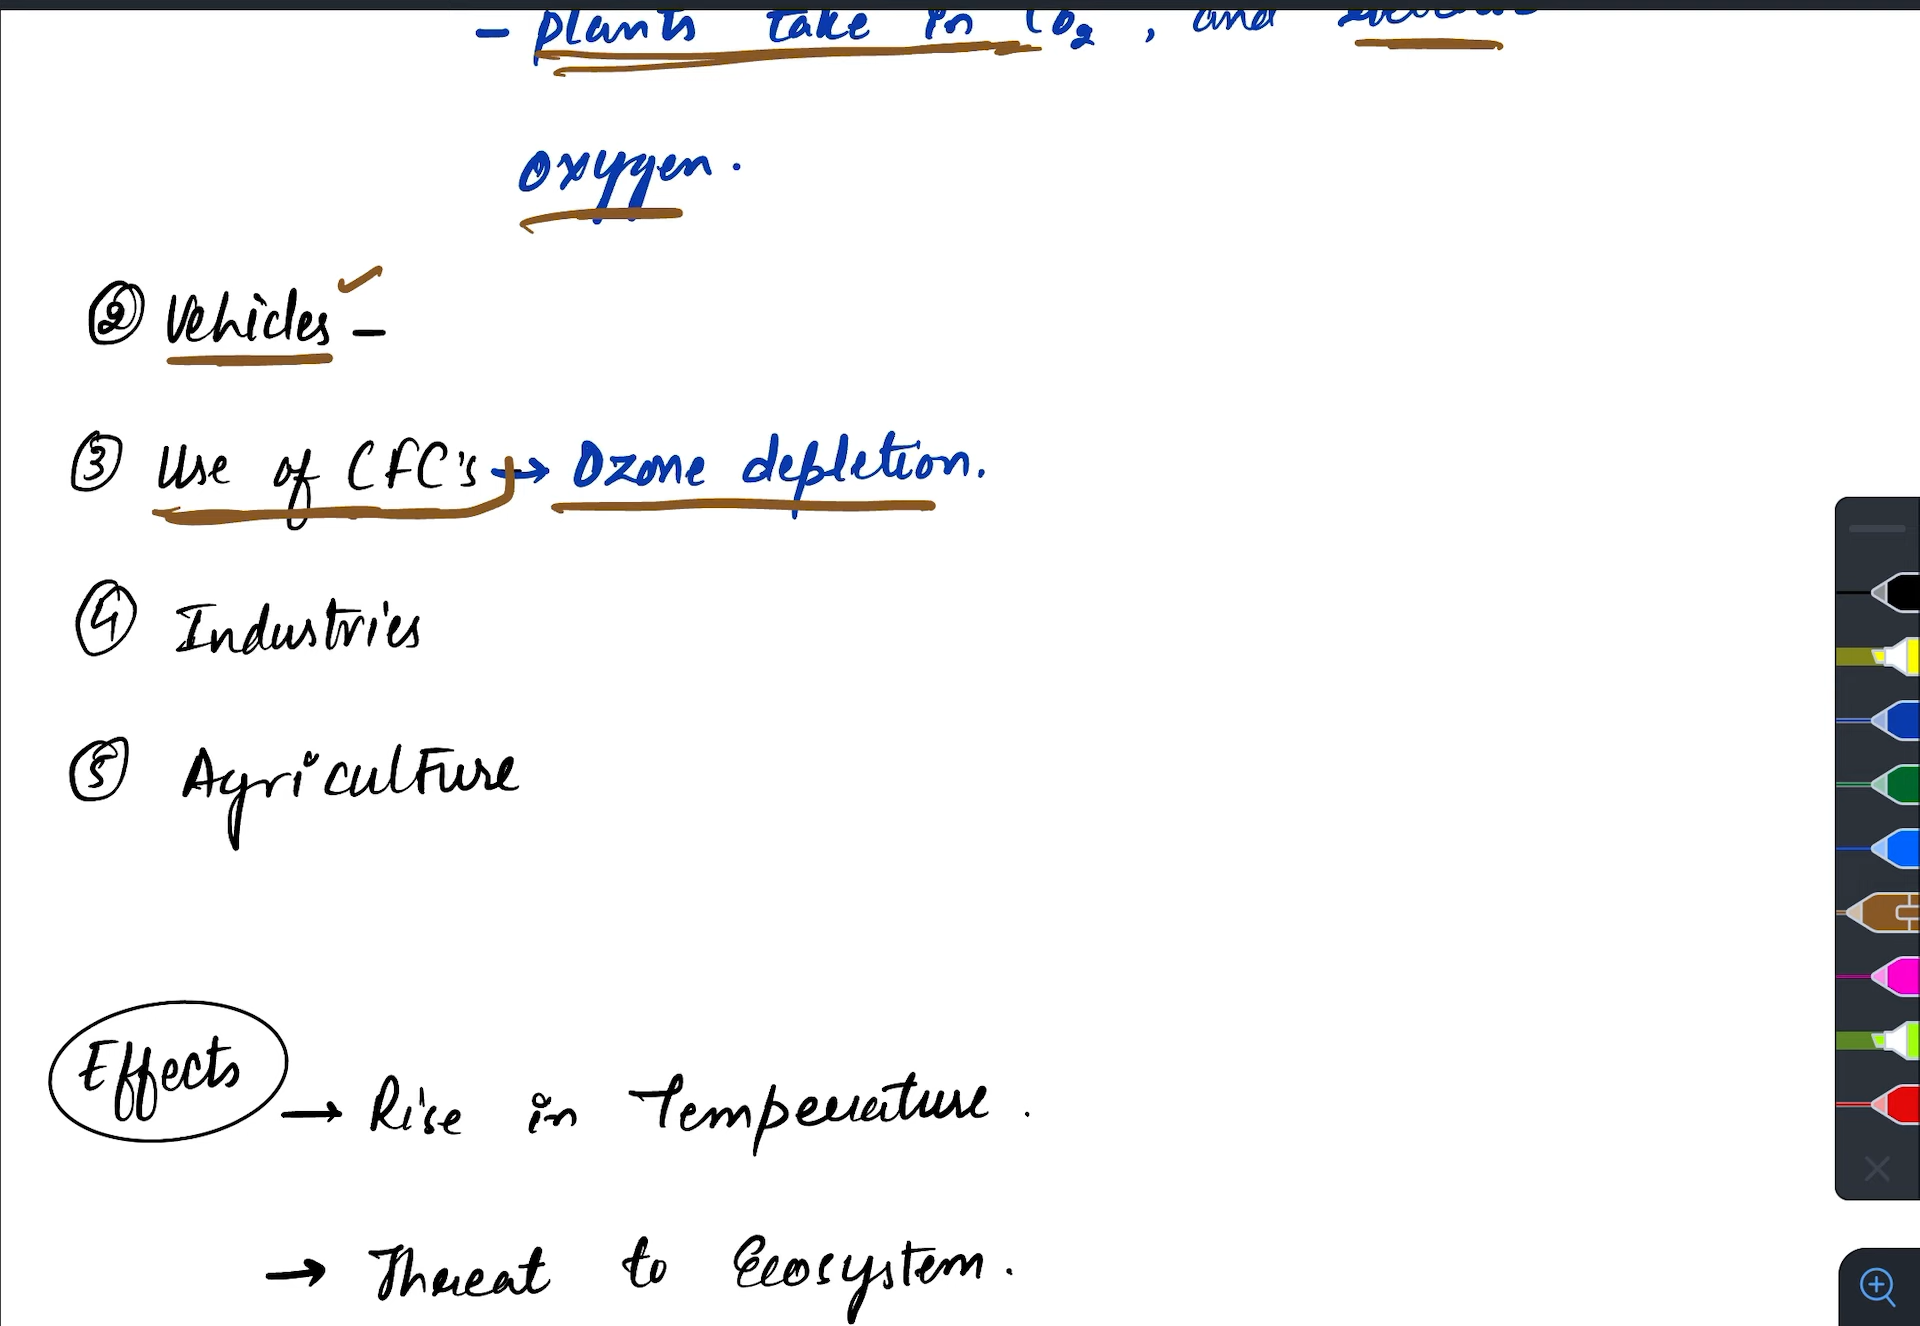 - plants take in CO2, and release
oxygen.
② Vehicles -
③ Use of CFC's → Ozone depletion.
④ Industries
⑤ Agriculture
Effects → Rise in Temperature.
→ Threat to Ecosystem.